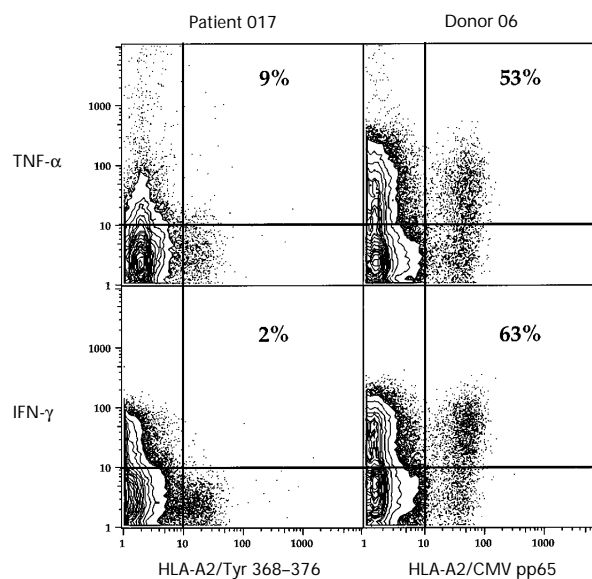 Patient 017 Donor 06
9% 53%
1000
TNF-α
100
10
1
2% 63%
1000
IFN-γ
100
10
1
1 10 100 1000 1 10 100 1000
HLA-A2/Tyr 368–376 HLA-A2/CMV pp65